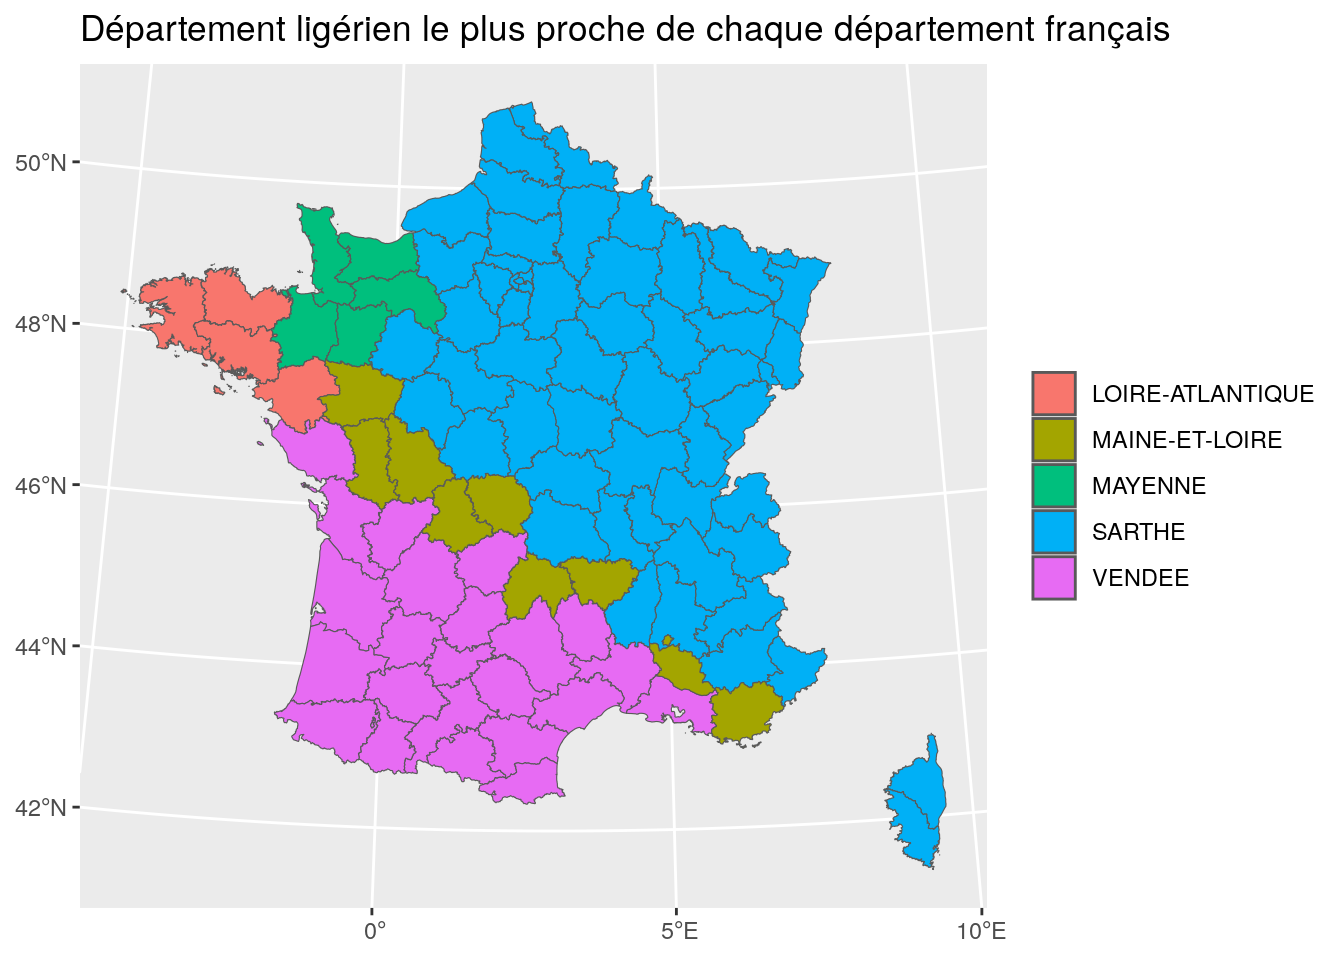 Département ligérien le plus proche de chaque département français
50°N
48°N
46°N
44°N
42°N
0°
5°E
10°E
LOIRE-ATLANTIQUE
MAINE-ET-LOIRE
MAYENNE
SARTHE
VENDEE